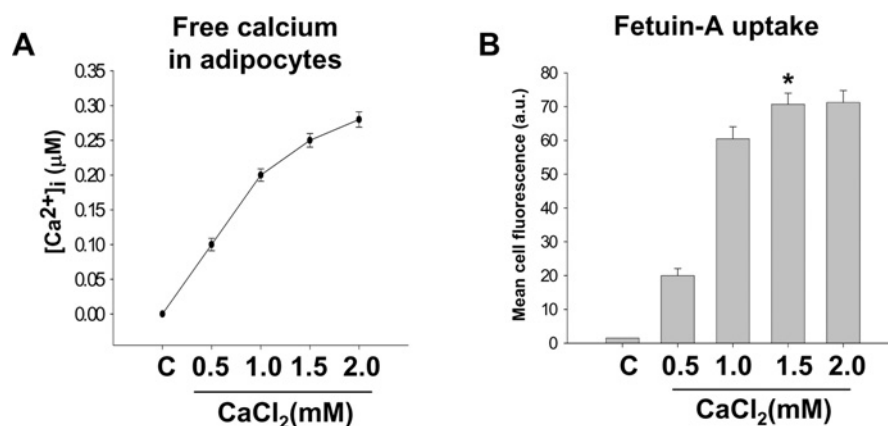 A
Free calcium
in adipocytes
[Ca²⁺]ᵢ (μM)
0.35
0.30
0.25
0.20
0.15
0.10
0.05
0.00
C 0.5 1.0 1.5 2.0
CaCl₂(mM)
B
Fetuin-A uptake
Mean cell fluorescence (a.u.)
80
70
60
50
40
30
20
10
0
*
C 0.5 1.0 1.5 2.0
CaCl₂(mM)